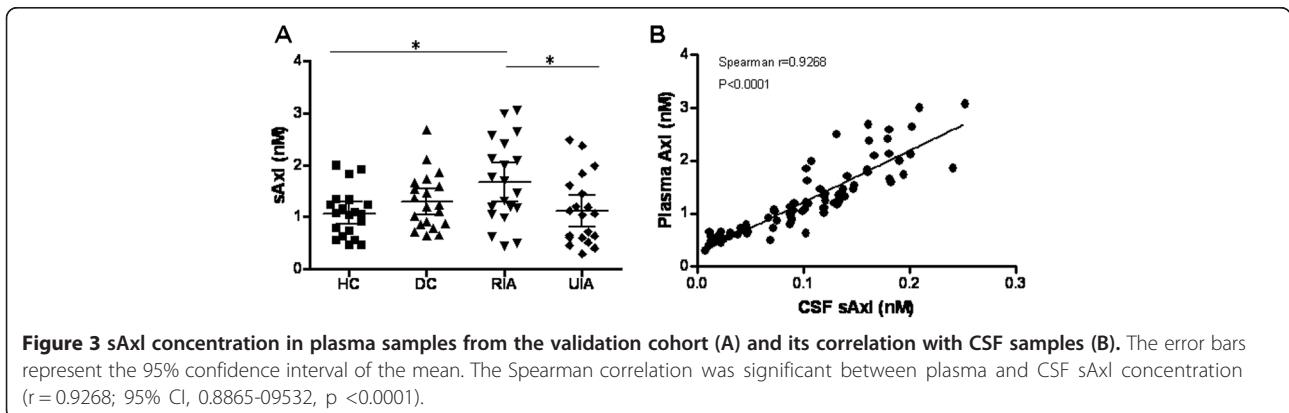 A
*
*
4
3
2
1
0
sAxl (nM)
HC DC RIA UIA
B
Spearman r=0.9268
P<0.0001
4
3
2
1
0
Plasma Axl (nM)
0.0 0.1 0.2 0.3
CSF sAxl (nM)
Figure 3 sAxl concentration in plasma samples from the validation cohort (A) and its correlation with CSF samples (B). The error bars
represent the 95% confidence interval of the mean. The Spearman correlation was significant between plasma and CSF sAxl concentration
(r = 0.9268; 95% CI, 0.8865-09532, p <0.0001).